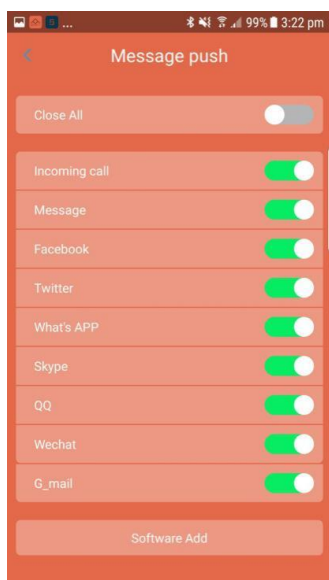 ... 99% 3:22 pm
Message push
Close All
Incoming call
Message
Facebook
Twitter
What's APP
Skype
QQ
Wechat
G_mail
Software Add